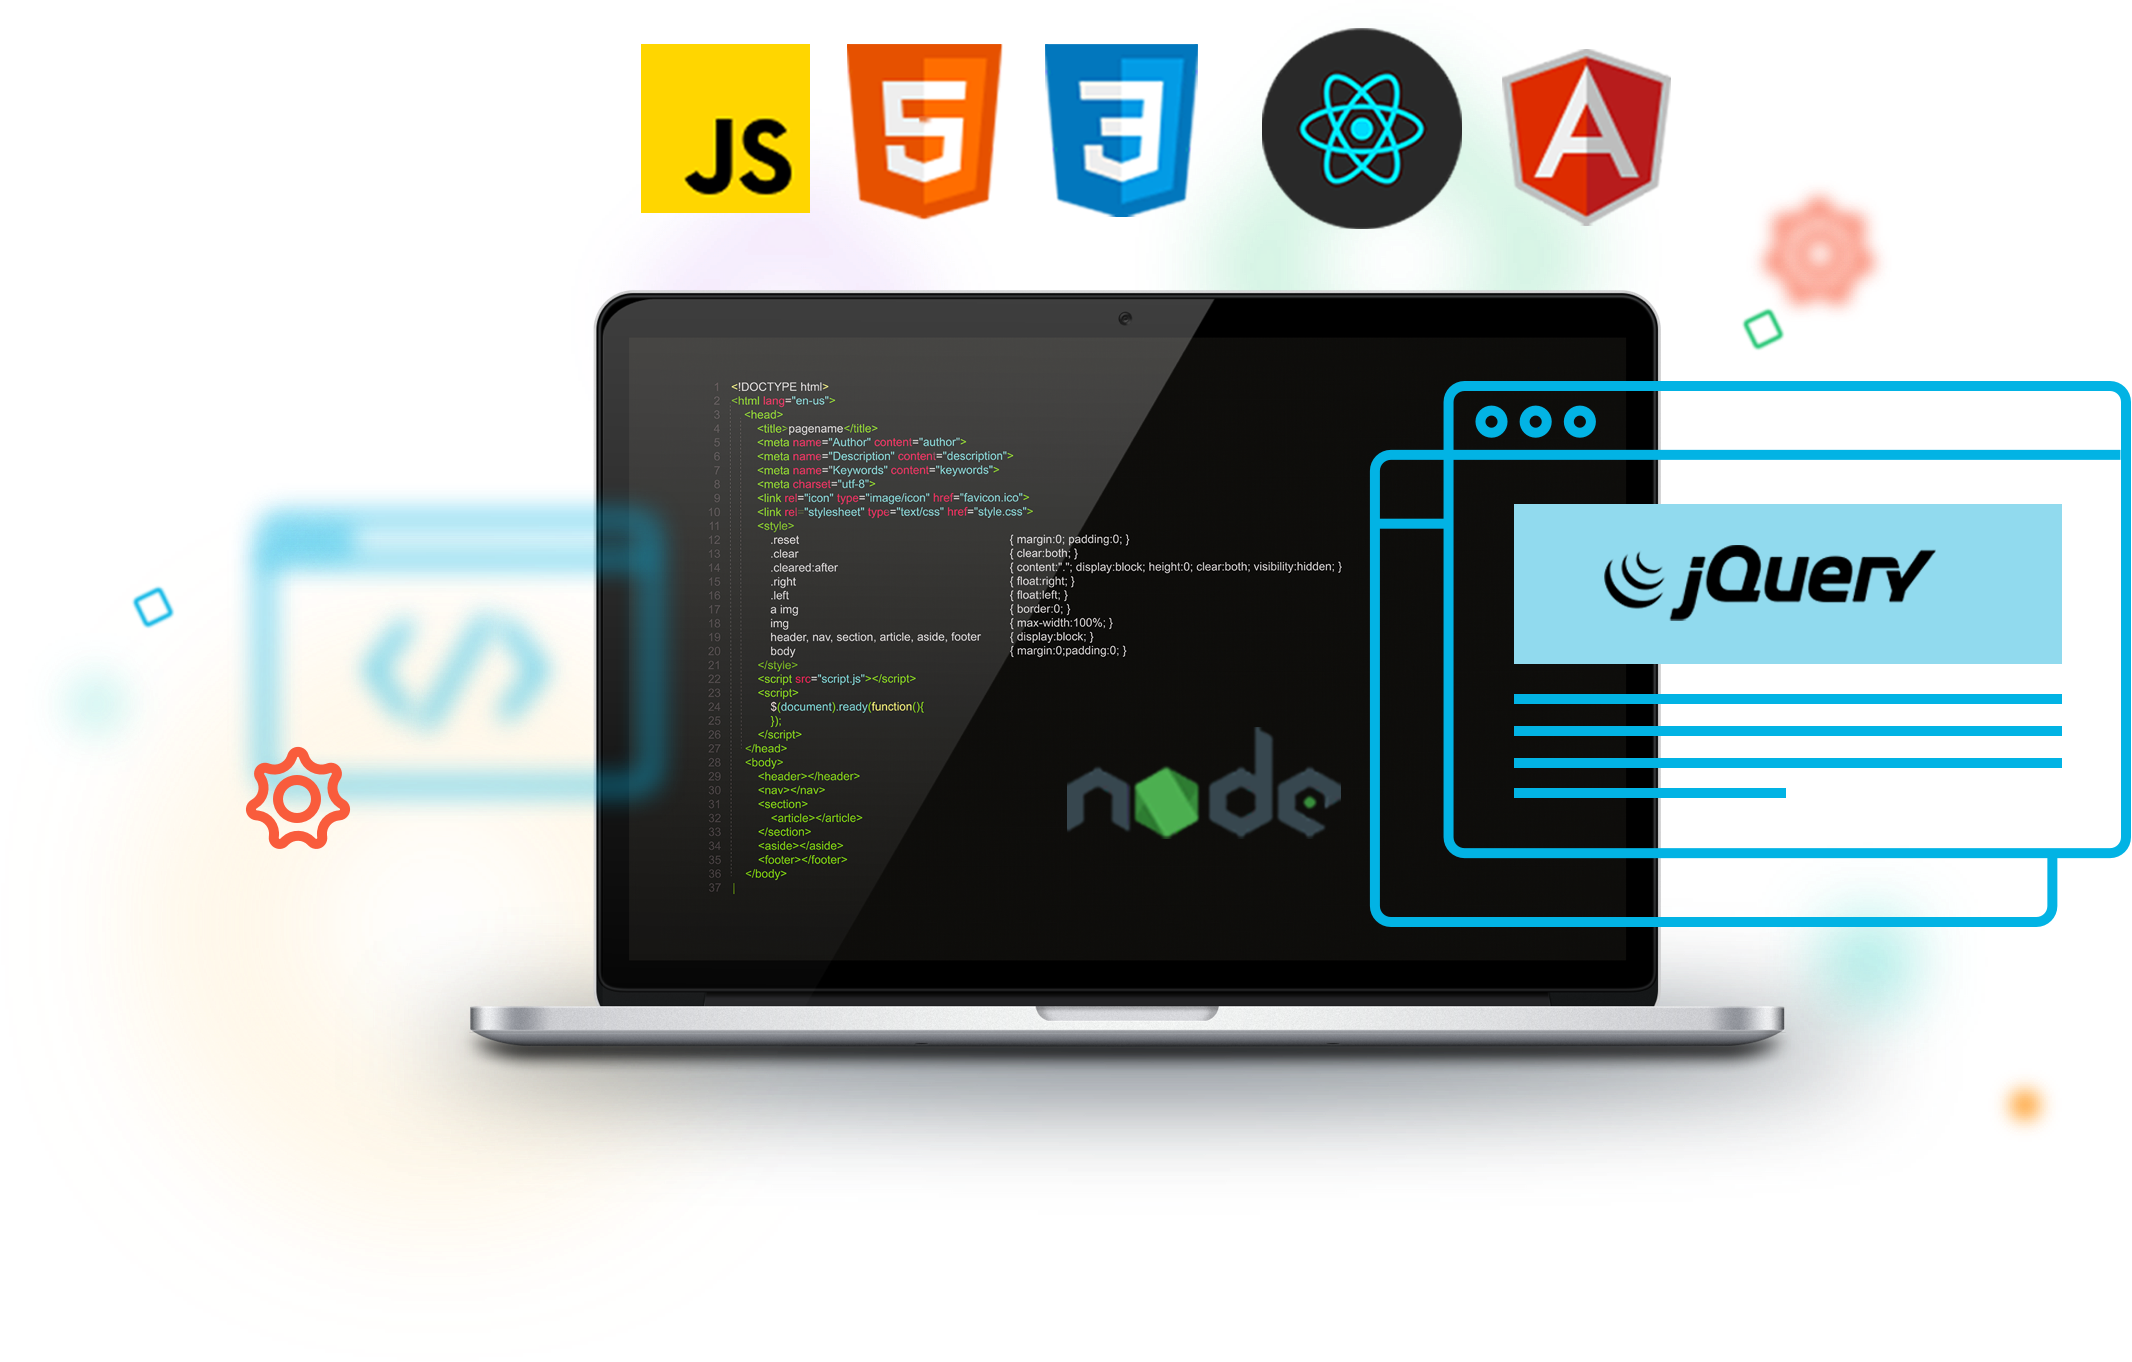 JS
5
3
A
1 <!DOCTYPE html>
2 <html lang="en-us">
3 <head>
4 <title>pagename</title>
5 <meta name="Author" content="author">
6 <meta name="Description" content="description">
7 <meta name="Keywords" content="keywords">
8 <meta charset="utf-8">
9 <link rel="icon" type="image/icon" href="favicon.ico">
10 <link rel="stylesheet" type="text/css" href="style.css">
11 <style>
12 .reset { margin:0; padding:0; }
13 .clear { clear:both; }
14 .cleared:after { content:"."; display:block; height:0; clear:both; visibility:hidden; }
15 .right { float:right; }
16 .left { float:left; }
17 a img { border:0; }
18 img { max-width:100%; }
19 header, nav, section, article, aside, footer { display:block; }
20 body { margin:0;padding:0; }
21 </style>
22 <script src="script.js"></script>
23 <script>
24 $(document).ready(function(){
25 });
26 </script>
27 </head>
28 <body>
29 <header></header>
30 <nav></nav>
31 <section>
32 <article></article>
33 </section>
34 <aside></aside>
35 <footer></footer>
36 </body>
37
</>
jQuery
node